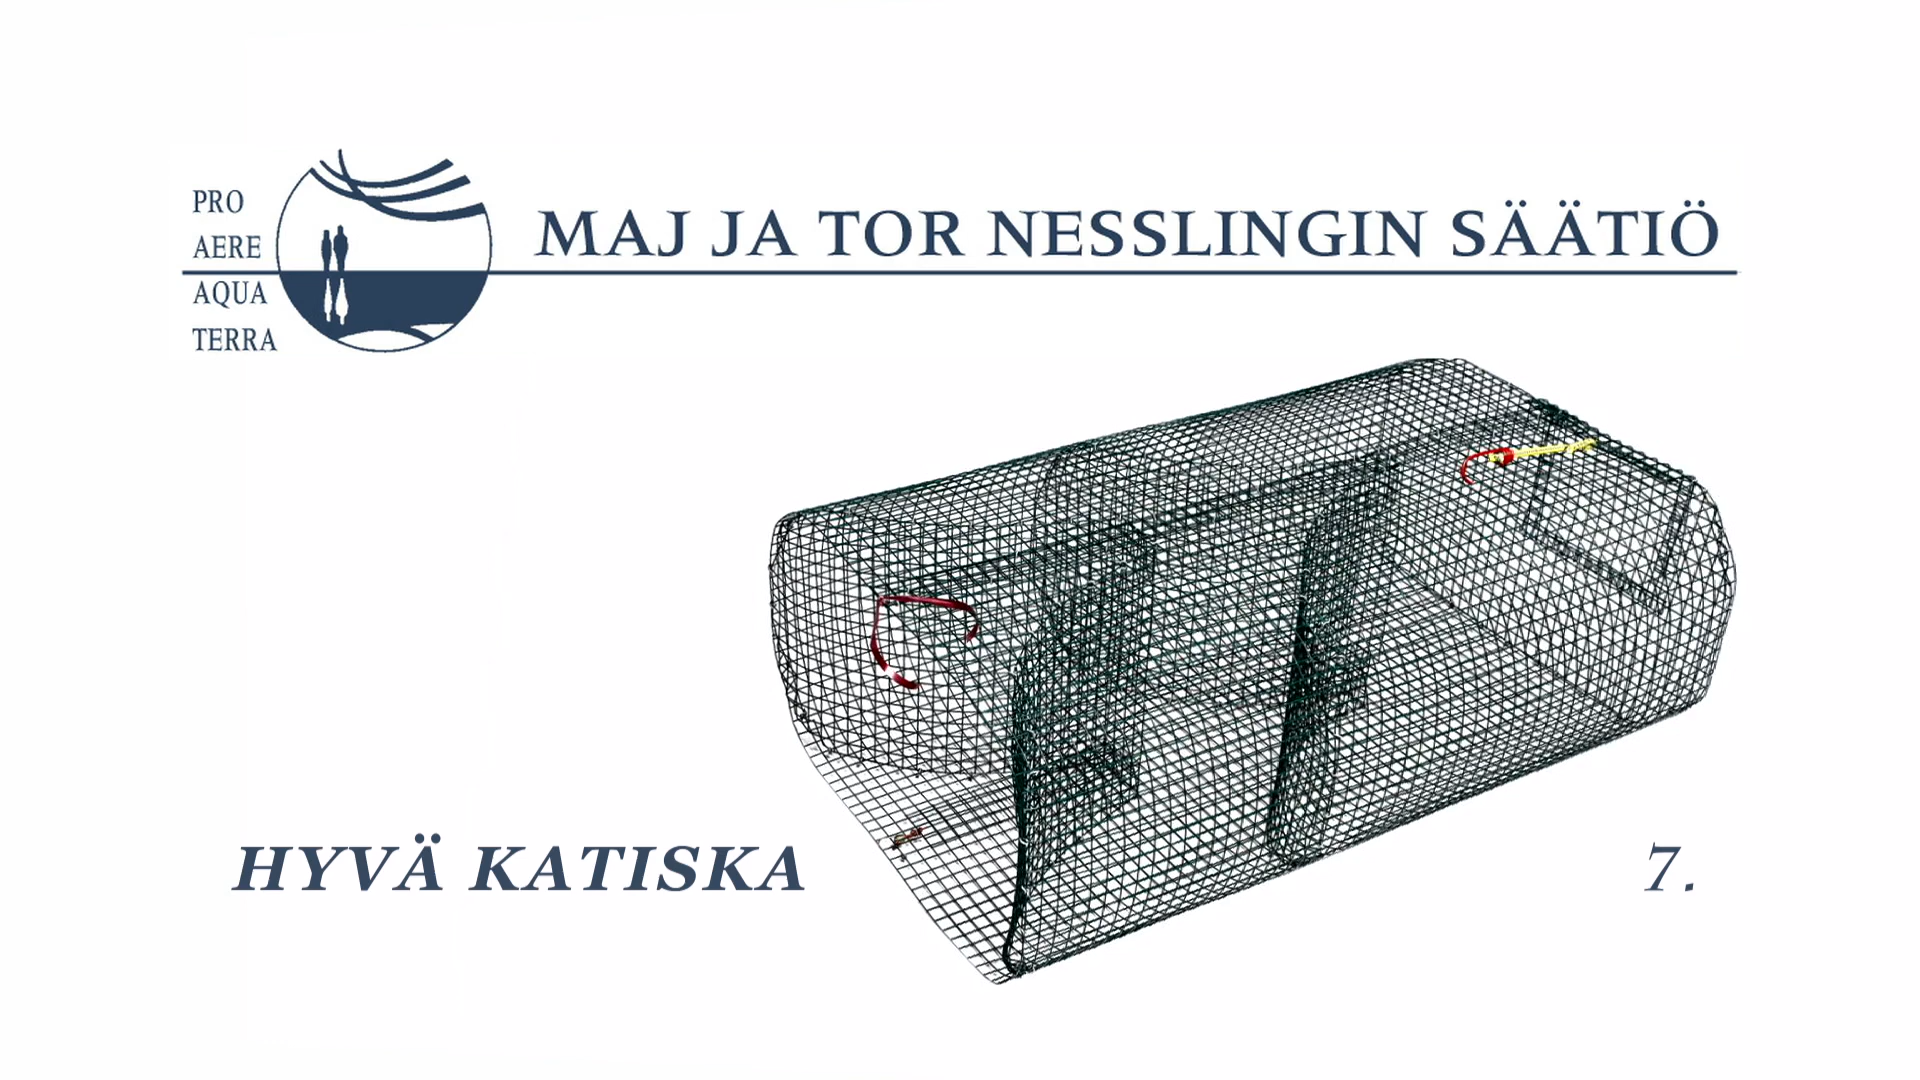 PRO
AERE
AQUA
TERRA
MAJ JA TOR NESSLINGIN SÄÄTIÖ
HYVÄ KATISKA
7.